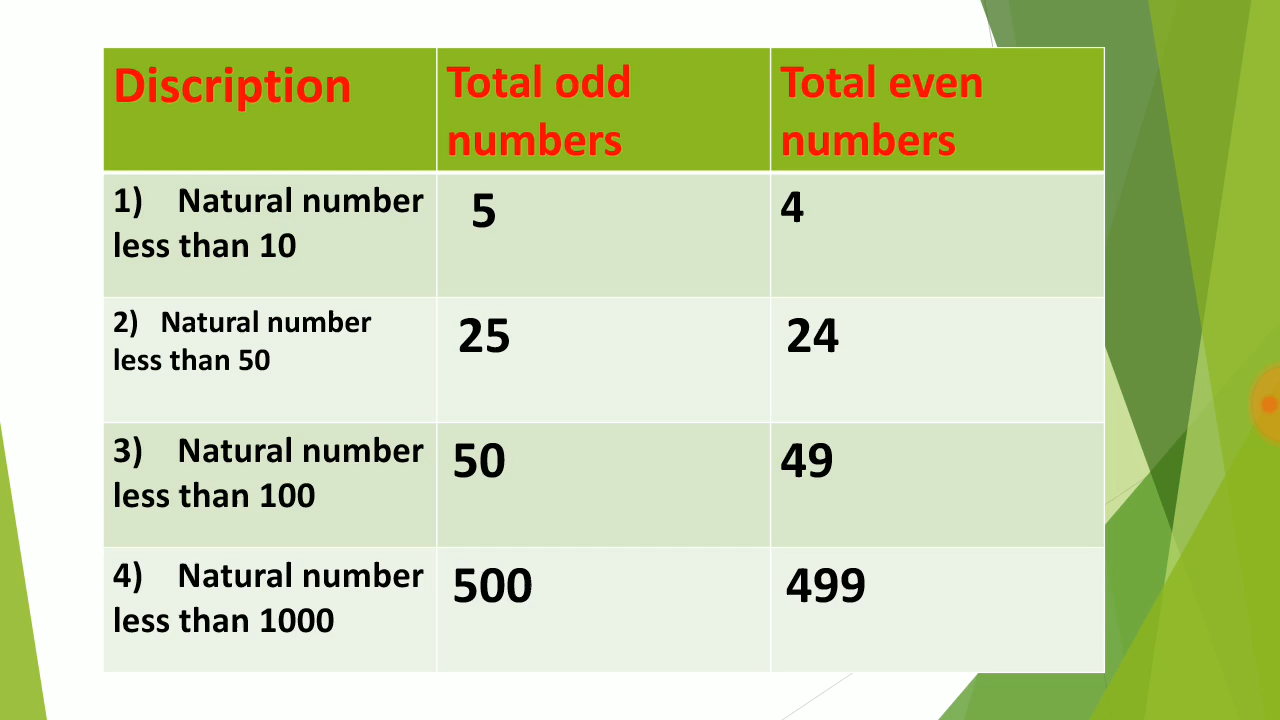 Discription
Total odd
numbers
Total even
numbers
1) Natural number
less than 10
5
4
2) Natural number
less than 50
25
24
3) Natural number
less than 100
50
49
4) Natural number
less than 1000
500
499